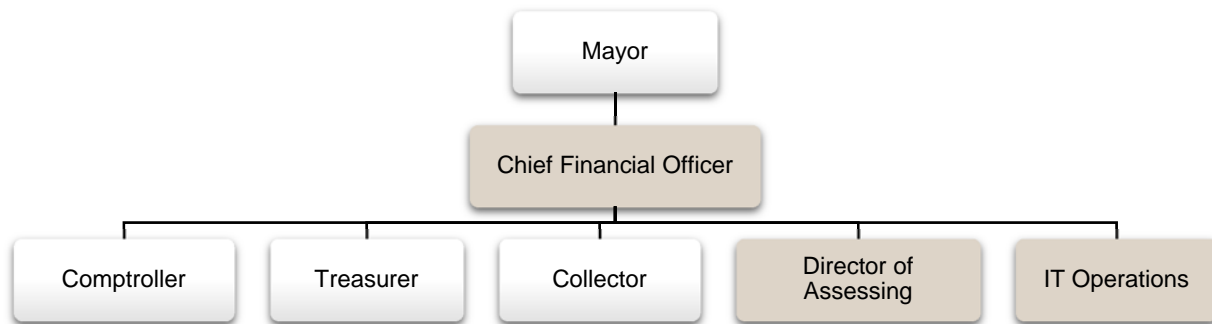 Mayor
Chief Financial Officer
Comptroller
Treasurer
Collector
Director of
Assessing
IT Operations